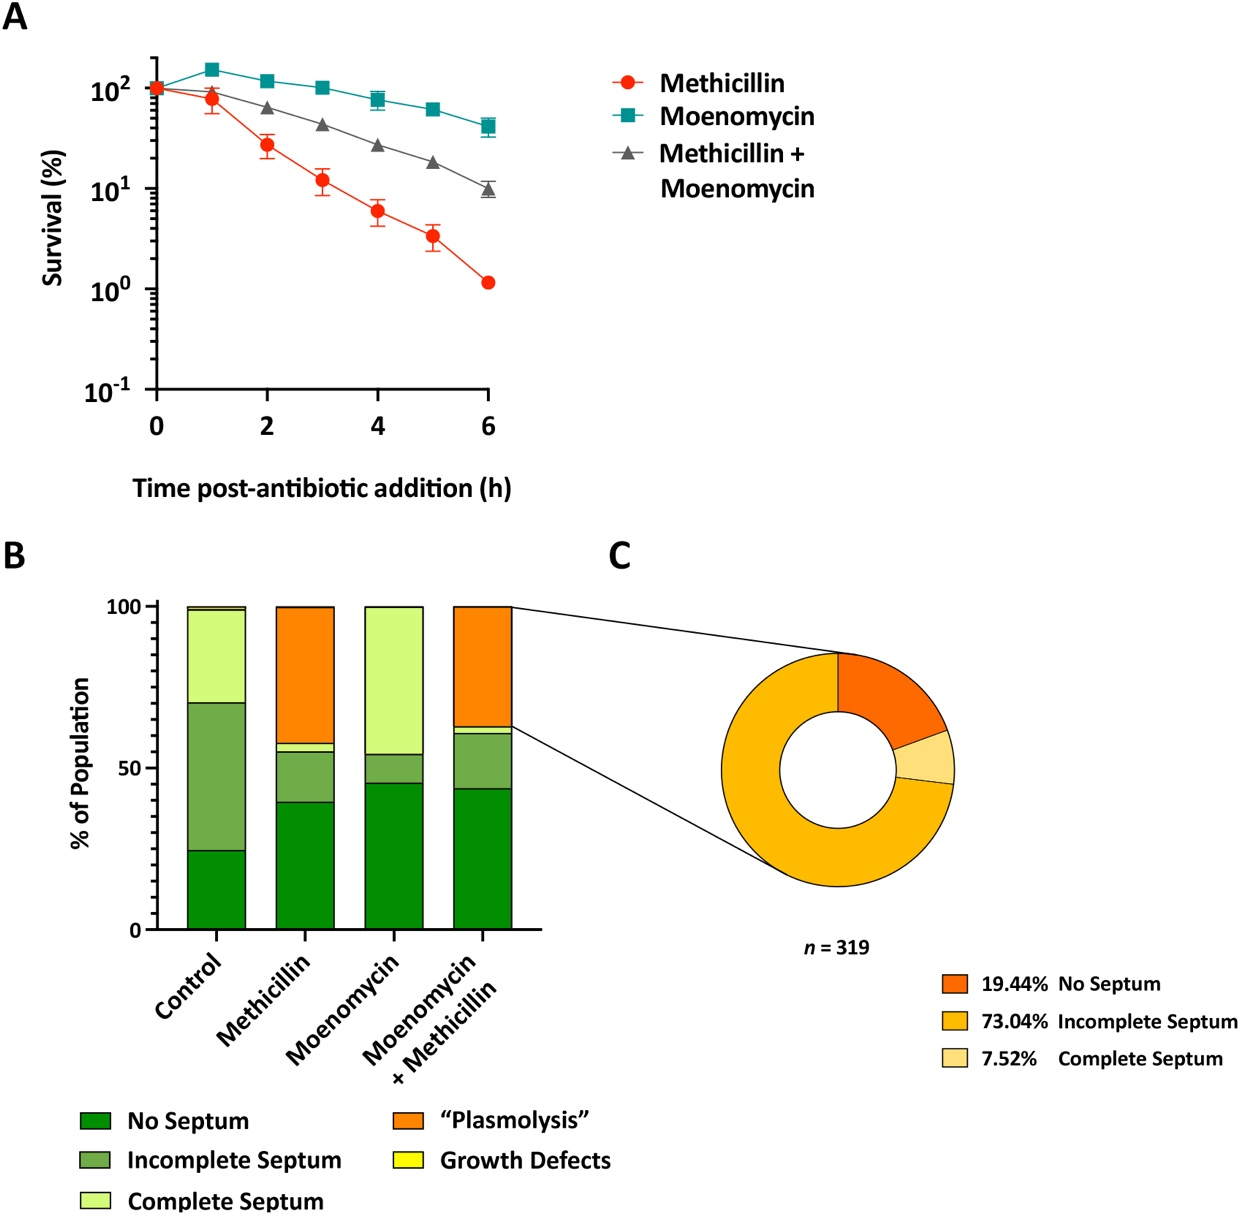 A
Survival (%)
10²
10¹
10⁰
10⁻¹
0 2 4 6
Time post-antibiotic addition (h)
Methicillin
Moenomycin
Methicillin +
Moenomycin
B
% of Population
100
50
0
Control
Methicillin
Moenomycin
Moenomycin
+ Methicillin
No Septum
Incomplete Septum
Complete Septum
“Plasmolysis”
Growth Defects
C
n = 319
19.44% No Septum
73.04% Incomplete Septum
7.52% Complete Septum